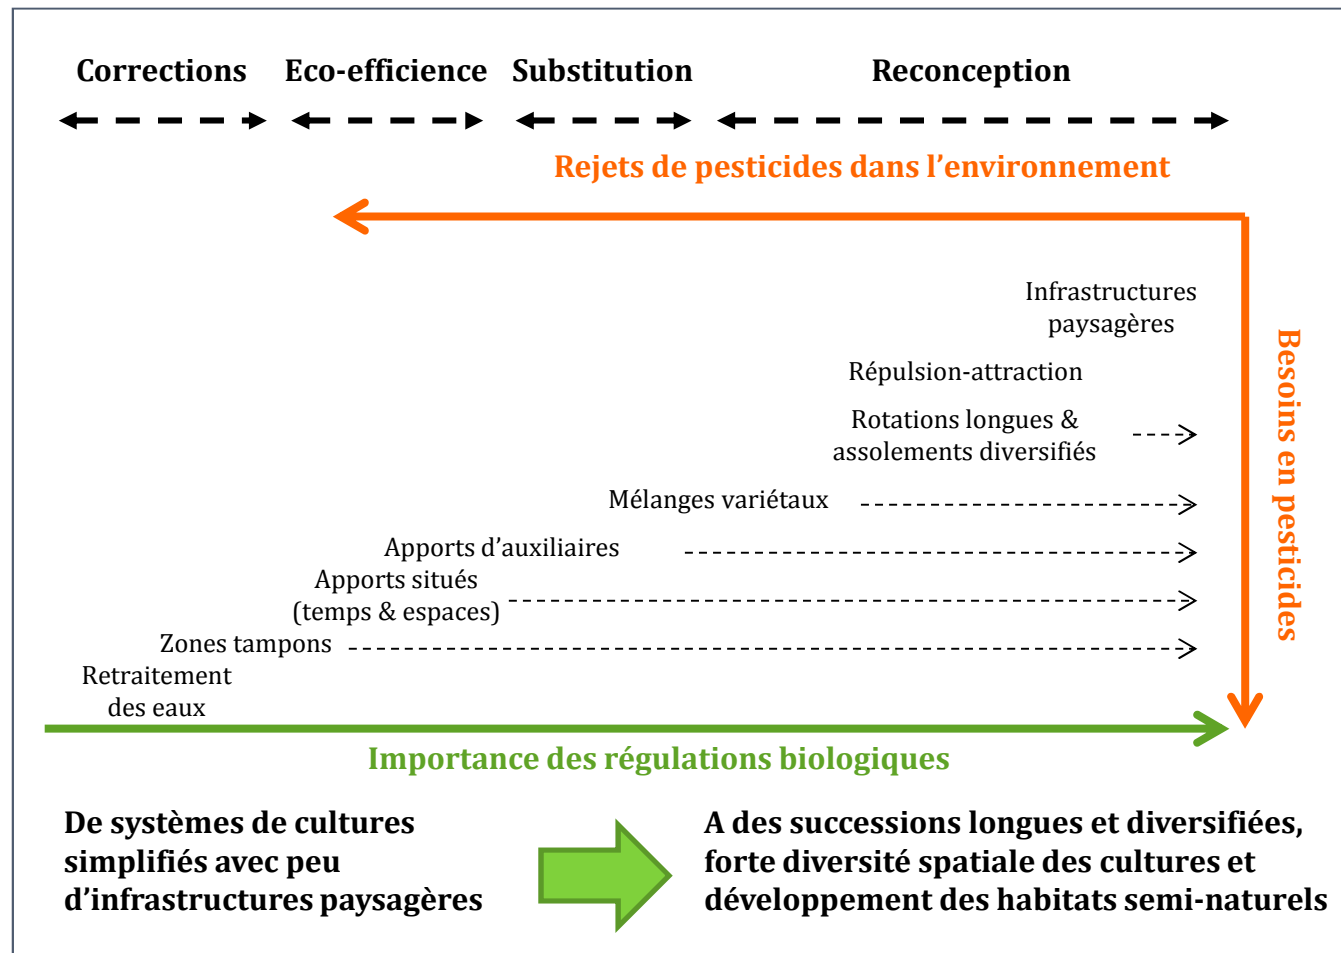 Corrections
Eco-efficience
Substitution
Reconception
Rejets de pesticides dans l’environnement
Infrastructures
paysagères
Répulsion-attraction
Rotations longues &
assolements diversifiés
Mélanges variétaux
Apports d’auxiliaires
Apports situés
(temps & espaces)
Zones tampons
Retraitement
des eaux
Besoins en pesticides
Importance des régulations biologiques
De systèmes de cultures
simplifiés avec peu
d’infrastructures paysagères
A des successions longues et diversifiées,
forte diversité spatiale des cultures et
développement des habitats semi-naturels